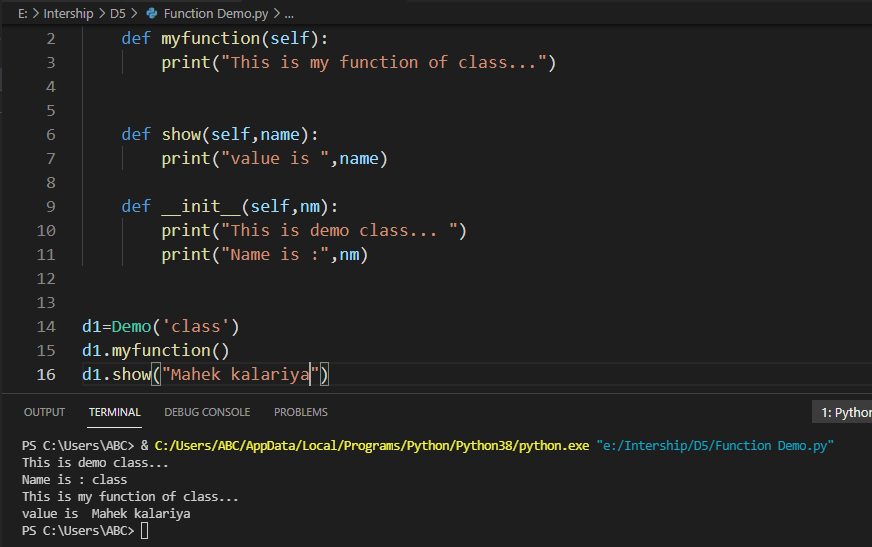 E: > Intership > D5 > Function Demo.py > ...
2 def myfunction(self):
3 print("This is my function of class...")
4
5
6 def show(self,name):
7 print("value is ",name)
8
9 def __init__(self,nm):
10 print("This is demo class... ")
11 print("Name is :",nm)
12
13
14 d1=Demo('class')
15 d1.myfunction()
16 d1.show("Mahek kalariya")
OUTPUT TERMINAL DEBUG CONSOLE PROBLEMS 1: Python
PS C:\Users\ABC> & C:/Users/ABC/AppData/Local/Programs/Python/Python38/python.exe "e:/Intership/D5/Function Demo.py"
This is demo class...
Name is : class
This is my function of class...
value is  Mahek kalariya
PS C:\Users\ABC>